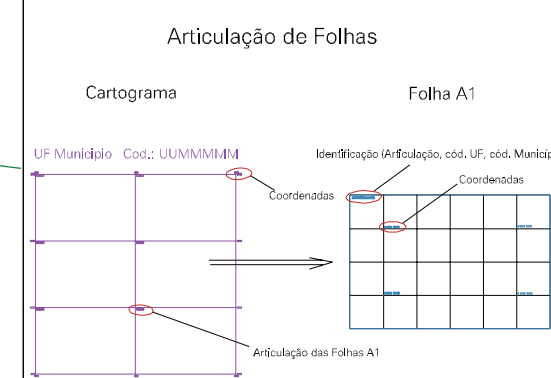 Articulação de Folhas
Cartograma
Folha A1
UF Municipio Cod.: UUMMMMM
Identificação (Articulação, cód. UF, cód. Municíp
Coordenadas
Coordenadas
Articulação das Folhas A1